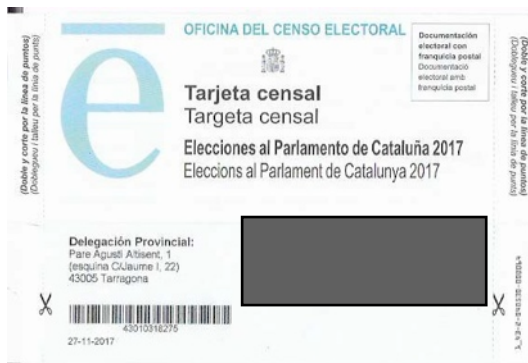 (Doble y corte por la línea de puntos)
(Doblegueu i talleu per la línia de punts)
OFICINA DEL CENSO ELECTORAL
Documentación
electoral con
franquicia postal
Documentació
electoral amb
franquicia postal
Tarjeta censal
Targeta censal
Elecciones al Parlamento de Cataluña 2017
Eleccions al Parlament de Catalunya 2017
(Doble y corte por la línea de puntos)
(Doblegueu i talleu per la línia de punts)
Delegación Provincial:
Pare Agustí Altisent, 1
(esquina C/Jaume I, 22)
43005 Tarragona
43010318275
27-11-2017